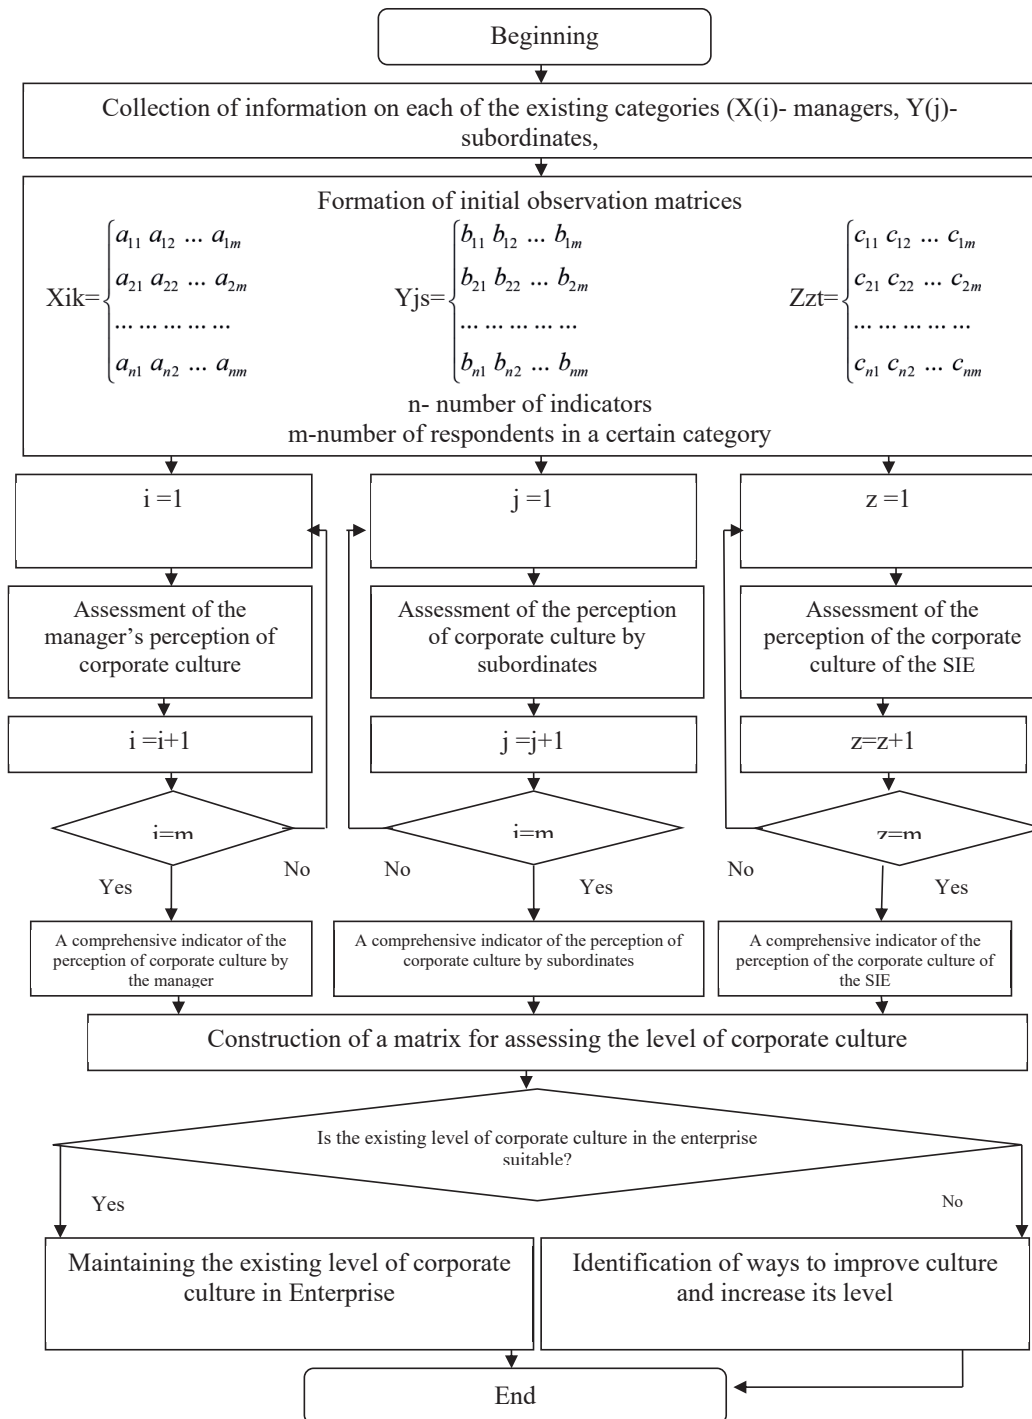 Beginning
Collection of information on each of the existing categories (X(i)- managers, Y(j)-
subordinates,
Formation of initial observation matrices
Xik= a11 a12 ... a1m
a21 a22 ... a2m
... ... ... ... ...
an1 an2 ... anm
Yjs= b11 b12 ... b1m
b21 b22 ... b2m
... ... ... ... ...
bn1 bn2 ... bnm
Zzt= c11 c12 ... c1m
c21 c22 ... c2m
... ... ... ... ...
cn1 cn2 ... cnm
n- number of indicators
m-number of respondents in a certain category
i =1
j =1
z =1
Assessment of the
manager’s perception of
corporate culture
Assessment of the perception
of corporate culture by
subordinates
Assessment of the
perception of the corporate
culture of the SIE
i =i+1
j =j+1
z=z+1
i=m
j=m
z=m
No
No
No
Yes
Yes
Yes
A comprehensive indicator of the
perception of corporate culture by
the manager
A comprehensive indicator of the perception of
corporate culture by subordinates
A comprehensive indicator of the
perception of the corporate culture of
the SIE
Construction of a matrix for assessing the level of corporate culture
Is the existing level of corporate culture in the enterprise
suitable?
Yes
No
Maintaining the existing level of corporate
culture in Enterprise
Identification of ways to improve culture
and increase its level
End